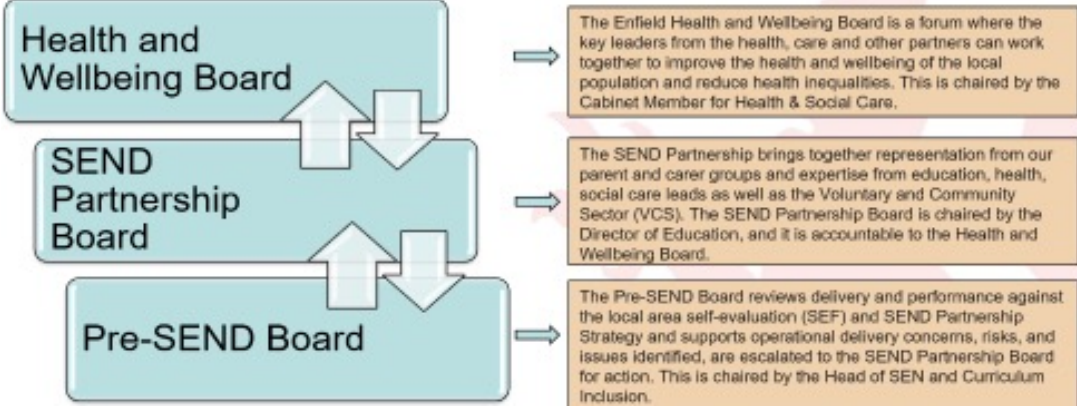 Health and
Wellbeing Board
The Enfield Health and Wellbeing Board is a forum where the
key leaders from the health, care and other partners can work
together to improve the health and wellbeing of the local
population and reduce health inequalities. This is chaired by the
Cabinet Member for Health & Social Care.
SEND
Partnership
Board
The SEND Partnership brings together representation from our
parent and carer groups and expertise from education, health,
social care leads as well as the Voluntary and Community
Sector (VCS). The SEND Partnership Board is chaired by the
Director of Education, and it is accountable to the Health and
Wellbeing Board.
Pre-SEND Board
The Pre-SEND Board reviews delivery and performance against
the local area self-evaluation (SEF) and SEND Partnership
Strategy and supports operational delivery concerns, risks, and
issues identified, are escalated to the SEND Partnership Board
for action. This is chaired by the Head of SEN and Curriculum
Inclusion.